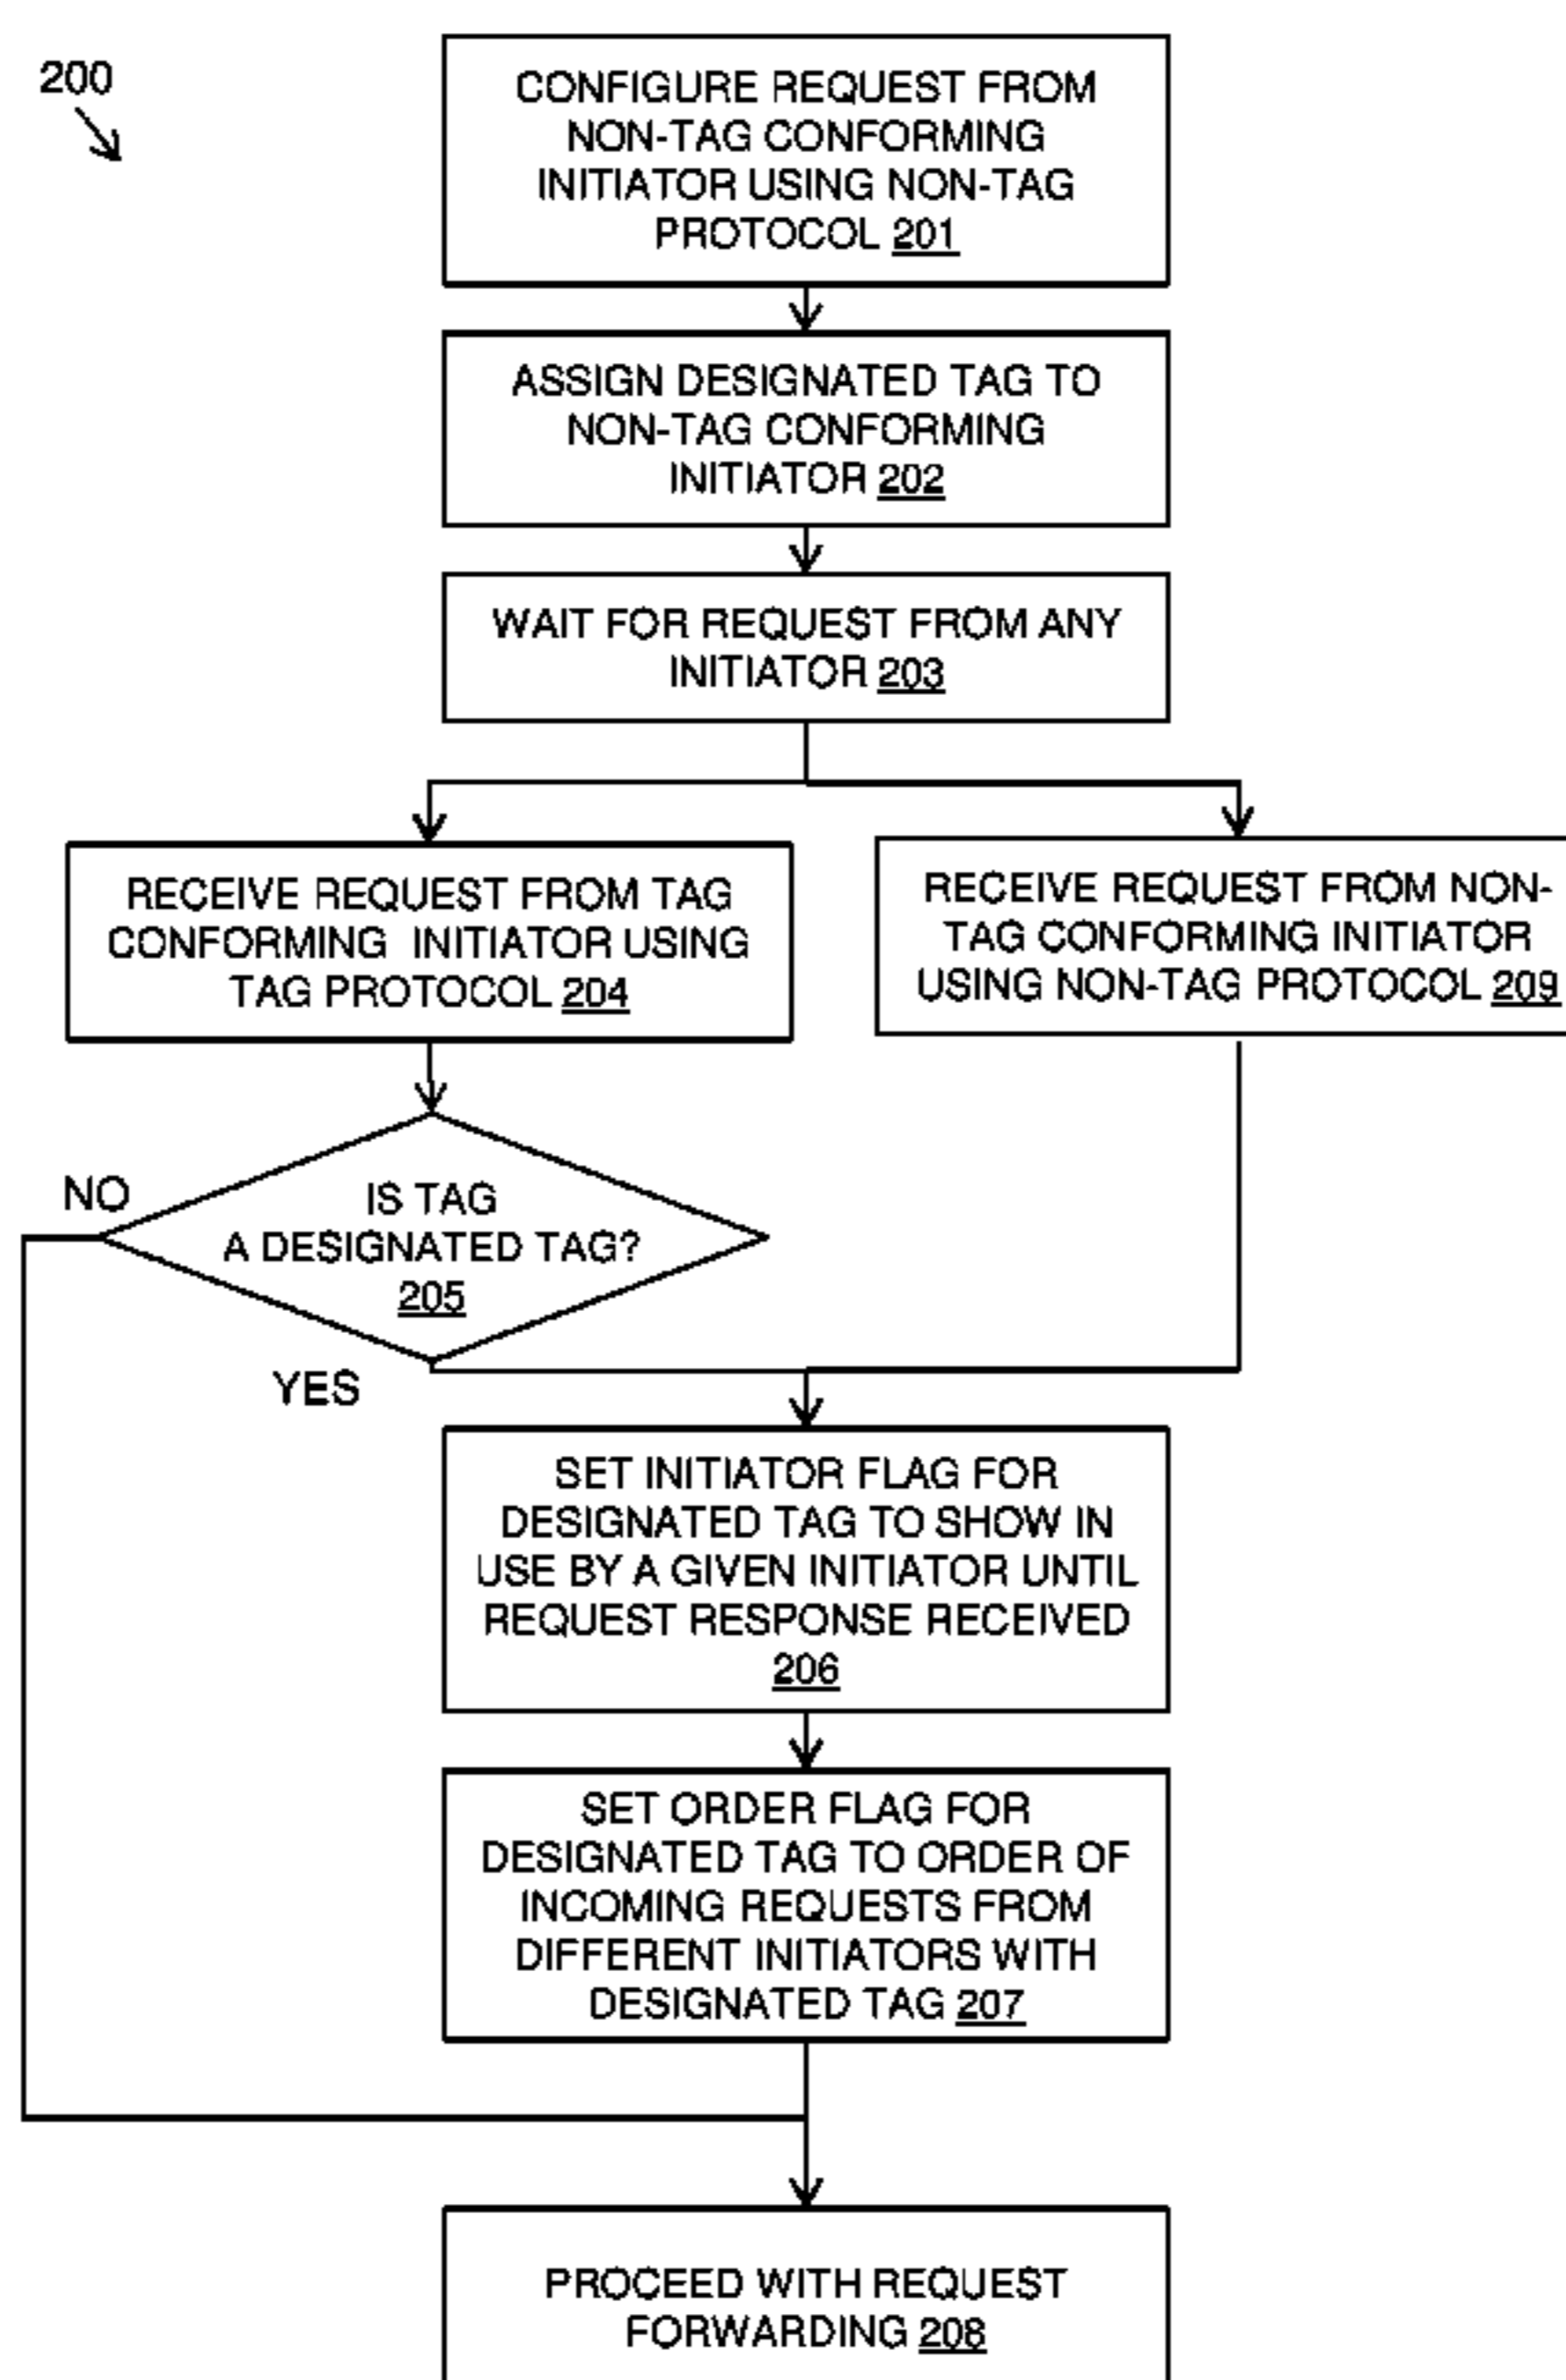 200
CONFIGURE REQUEST FROM
NON-TAG CONFORMING
INITIATOR USING NON-TAG
PROTOCOL 201
ASSIGN DESIGNATED TAG TO
NON-TAG CONFORMING
INITIATOR 202
WAIT FOR REQUEST FROM ANY
INITIATOR 203
RECEIVE REQUEST FROM TAG
CONFORMING INITIATOR USING
TAG PROTOCOL 204
RECEIVE REQUEST FROM NON-
TAG CONFORMING INITIATOR
USING NON-TAG PROTOCOL 209
NO
IS TAG
A DESIGNATED TAG?
205
YES
SET INITIATOR FLAG FOR
DESIGNATED TAG TO SHOW IN
USE BY A GIVEN INITIATOR UNTIL
REQUEST RESPONSE RECEIVED
206
SET ORDER FLAG FOR
DESIGNATED TAG TO ORDER OF
INCOMING REQUESTS FROM
DIFFERENT INITIATORS WITH
DESIGNATED TAG 207
PROCEED WITH REQUEST
FORWARDING 208